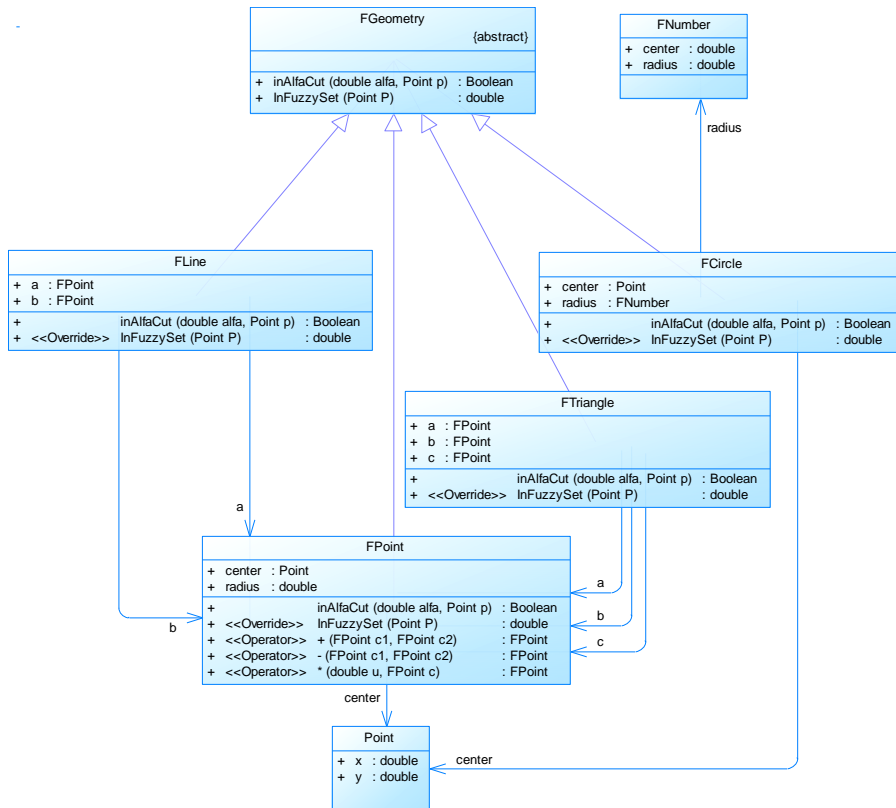 -
FGeometry
{abstract}
+ inAlfaCut (double alfa, Point p) : Boolean
+ InFuzzySet (Point P) : double
FNumber
+ center : double
+ radius : double
radius
FLine
+ a : FPoint
+ b : FPoint
+ inAlfaCut (double alfa, Point p) : Boolean
+ <<Override>> InFuzzySet (Point P) : double
FCircle
+ center : Point
+ radius : FNumber
+ inAlfaCut (double alfa, Point p) : Boolean
+ <<Override>> InFuzzySet (Point P) : double
FTriangle
+ a : FPoint
+ b : FPoint
+ c : FPoint
+ inAlfaCut (double alfa, Point p) : Boolean
+ <<Override>> InFuzzySet (Point P) : double
a
b
FPoint
+ center : Point
+ radius : double
+ inAlfaCut (double alfa, Point p) : Boolean
+ <<Override>> InFuzzySet (Point P) : double
+ <<Operator>> + (FPoint c1, FPoint c2) : FPoint
+ <<Operator>> - (FPoint c1, FPoint c2) : FPoint
+ <<Operator>> * (double u, FPoint c) : FPoint
a
b
c
center
Point
+ x : double
+ y : double
center